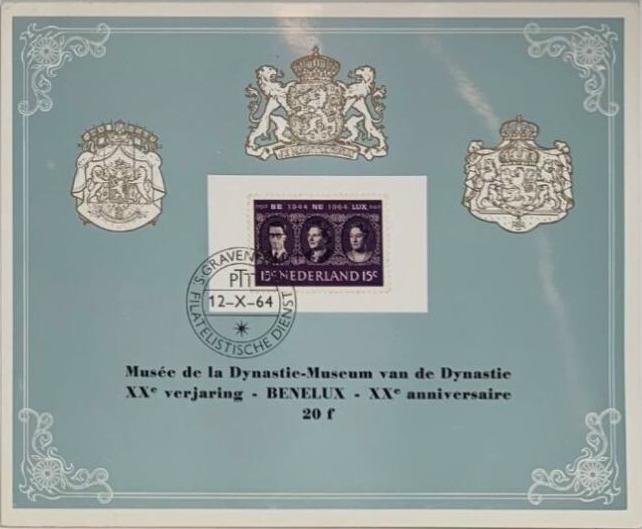 BE 1944 NE 1964 LUX
15c NEDERLAND 15c
'S GRAVENHAGE
PTT
12-X-64
FILATELISTISCHE DIENST
Musée de la Dynastie-Museum van de Dynastie
XXe verjaring - BENELUX - XXe anniversaire
20 f